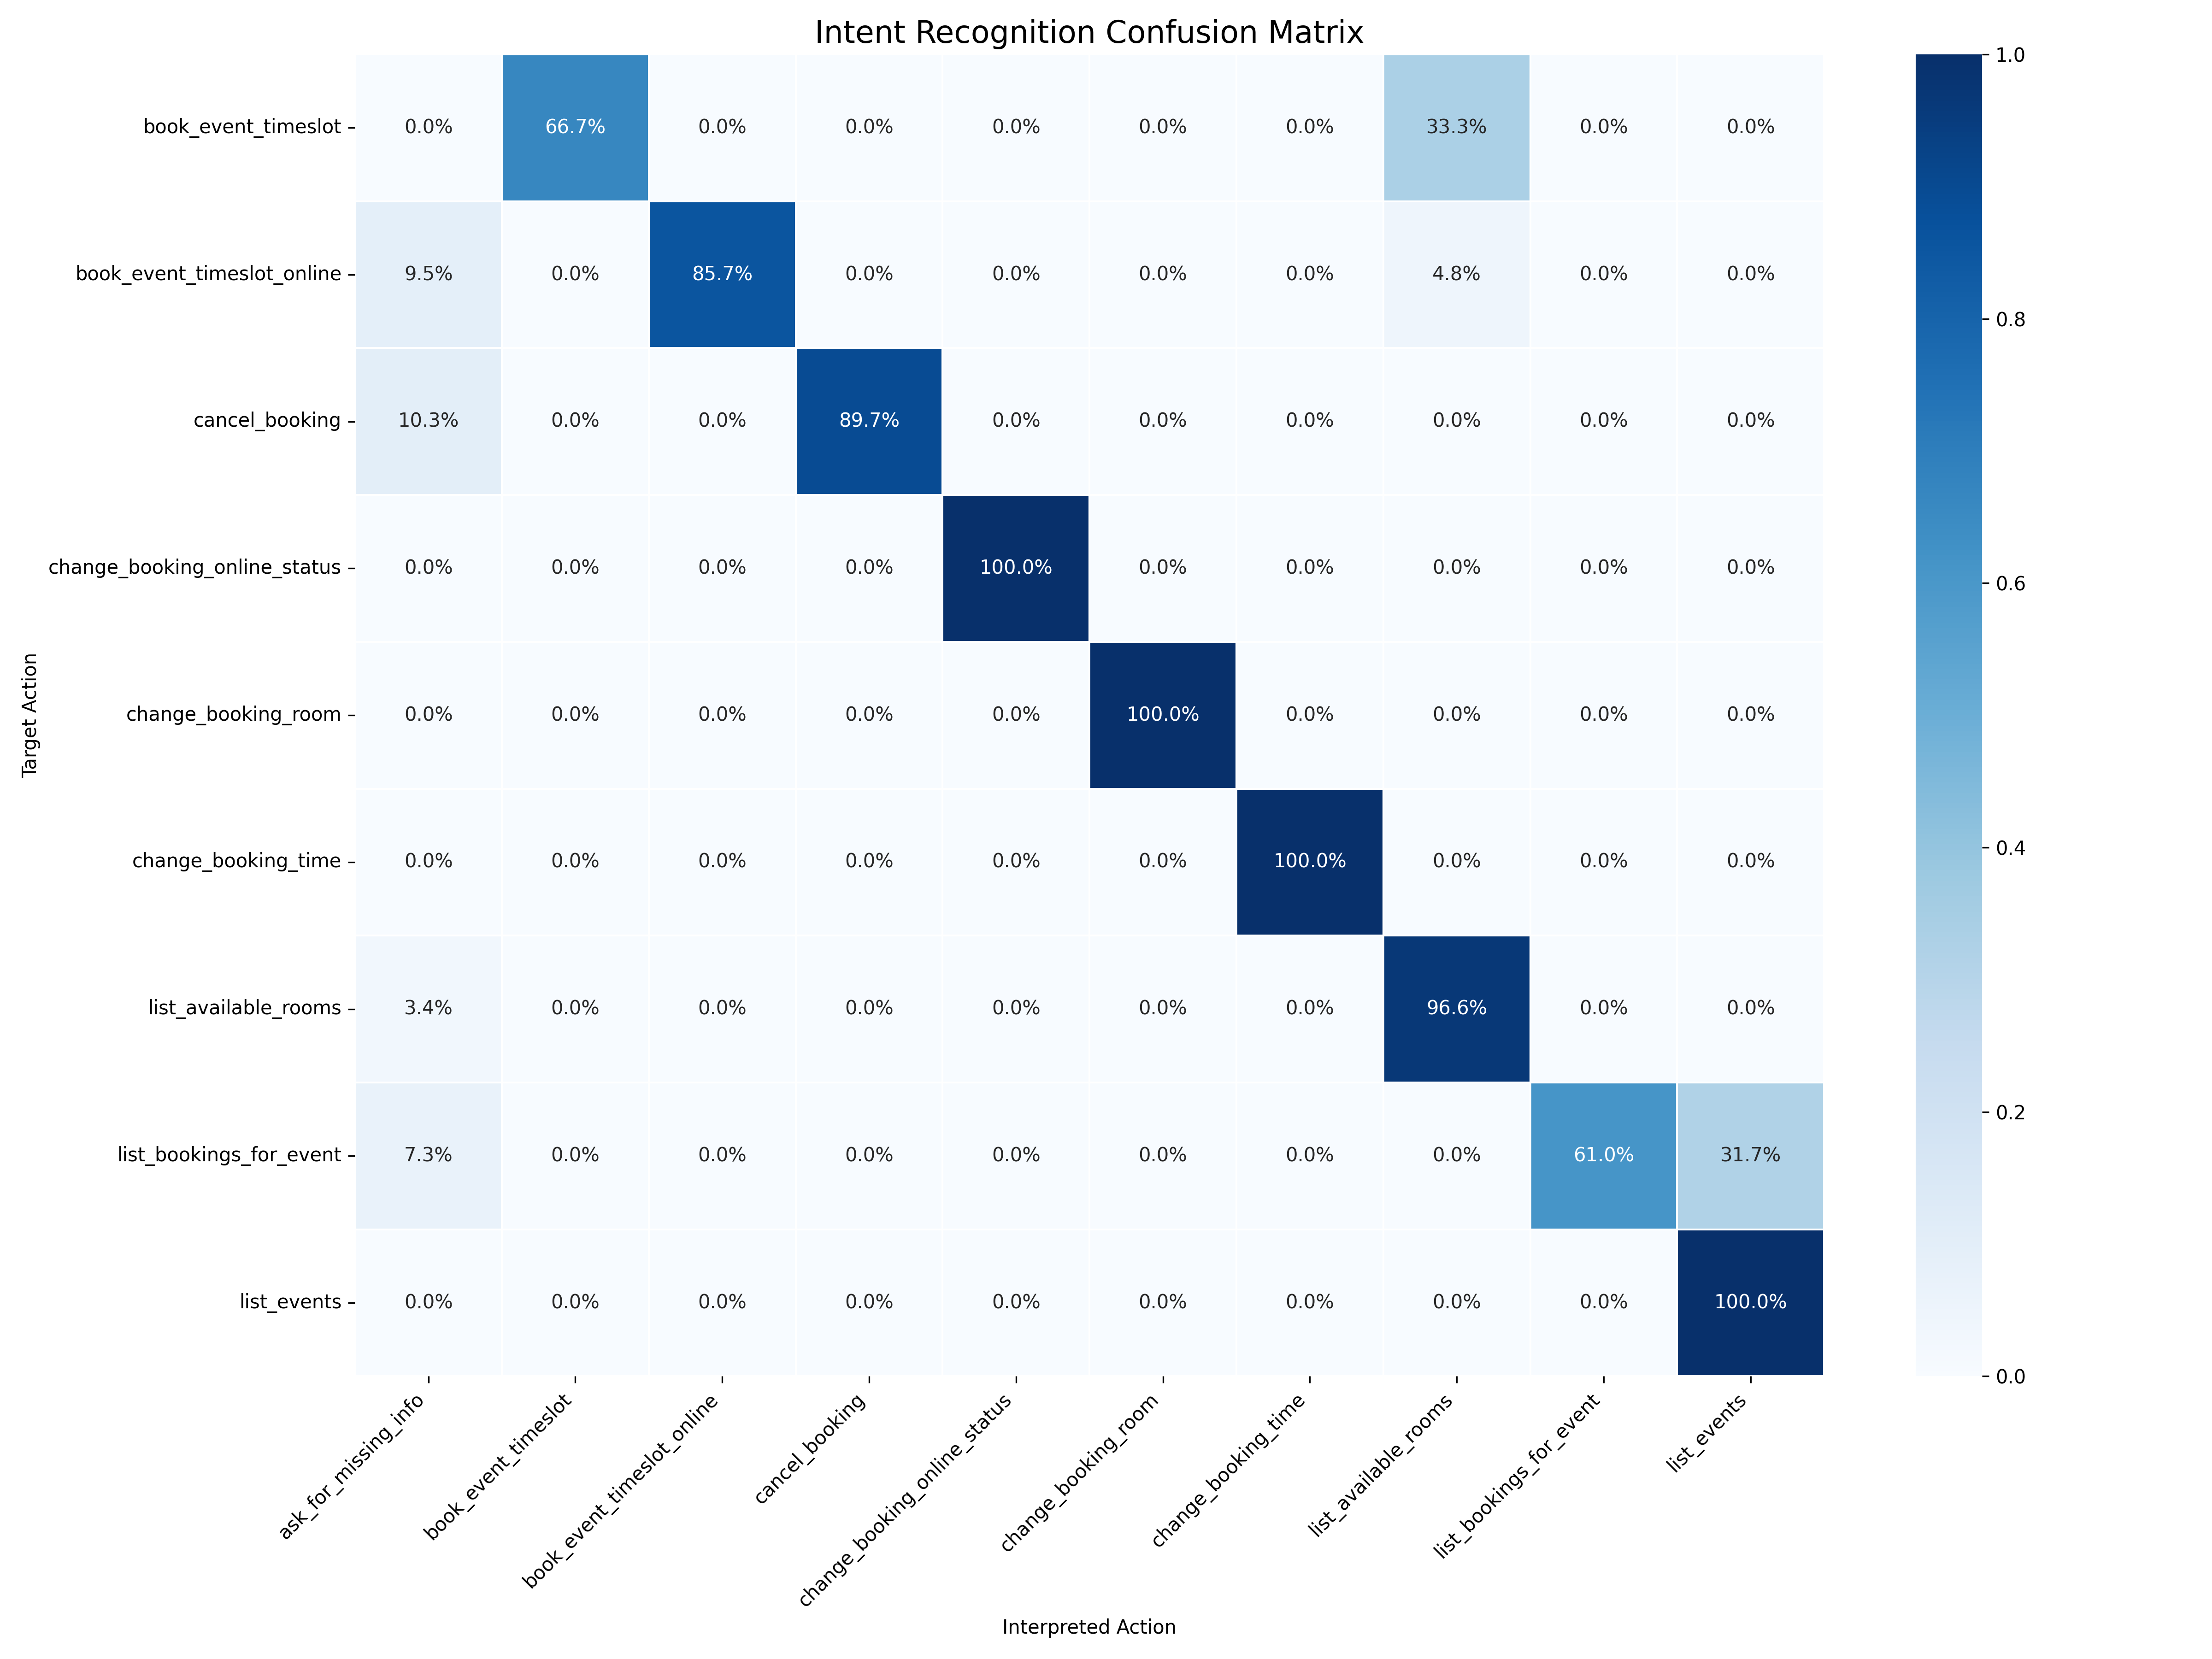 Intent Recognition Confusion Matrix
book_event_timeslot 0.0% 66.7% 0.0% 0.0% 0.0% 0.0% 0.0% 33.3% 0.0% 0.0%
book_event_timeslot_online 9.5% 0.0% 85.7% 0.0% 0.0% 0.0% 0.0% 4.8% 0.0% 0.0%
cancel_booking 10.3% 0.0% 0.0% 89.7% 0.0% 0.0% 0.0% 0.0% 0.0% 0.0%
change_booking_online_status 0.0% 0.0% 0.0% 0.0% 100.0% 0.0% 0.0% 0.0% 0.0% 0.0%
change_booking_room 0.0% 0.0% 0.0% 0.0% 0.0% 100.0% 0.0% 0.0% 0.0% 0.0%
change_booking_time 0.0% 0.0% 0.0% 0.0% 0.0% 0.0% 100.0% 0.0% 0.0% 0.0%
list_available_rooms 3.4% 0.0% 0.0% 0.0% 0.0% 0.0% 0.0% 96.6% 0.0% 0.0%
list_bookings_for_event 7.3% 0.0% 0.0% 0.0% 0.0% 0.0% 0.0% 0.0% 61.0% 31.7%
list_events 0.0% 0.0% 0.0% 0.0% 0.0% 0.0% 0.0% 0.0% 0.0% 100.0%
Target Action
ask_for_missing_info
book_event_timeslot
book_event_timeslot_online
cancel_booking
change_booking_online_status
change_booking_room
change_booking_time
list_available_rooms
list_bookings_for_event
list_events
Interpreted Action
1.0
0.8
0.6
0.4
0.2
0.0